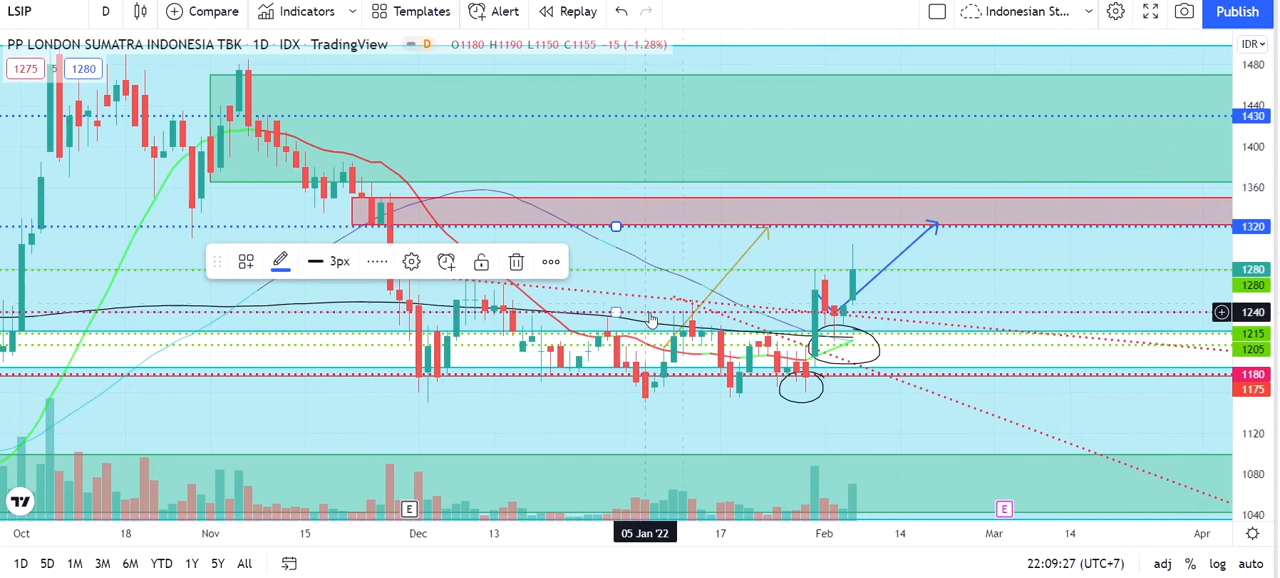 LSIP D Compare Indicators Templates Alert Replay Indonesian St... Publish
PP LONDON SUMATRA INDONESIA TBK · 1D · IDX · TradingView D O1180 H1190 L1150 C1155 -15 (-1.28%)
IDR
1275 5 1280
1480
1440
1430
1400
1360
1320
3px
1280
1280
1240
1215
1205
1180
1175
1120
1080
1040
E
E
Oct 18 Nov 15 Dec 13 05 Jan '22 17 Feb 14 Mar 14 Apr
1D 5D 1M 3M 6M YTD 1Y 5Y All 22:09:27 (UTC+7) adj % log auto